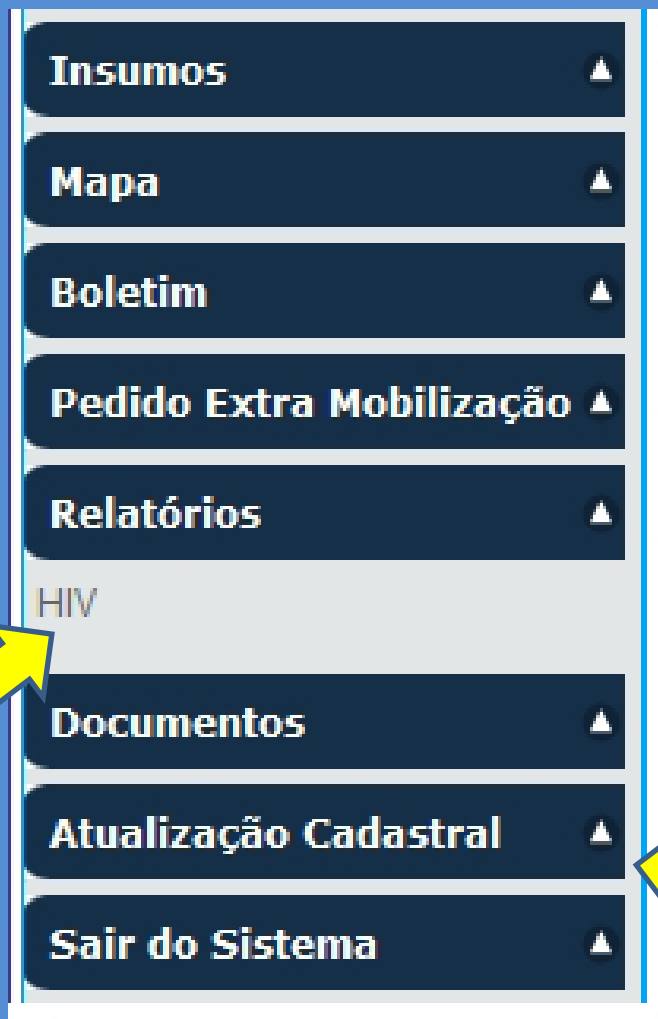 Insumos
Mapa
Boletim
Pedido Extra Mobilização
Relatórios
HIV
Documentos
Atualização Cadastral
Sair do Sistema